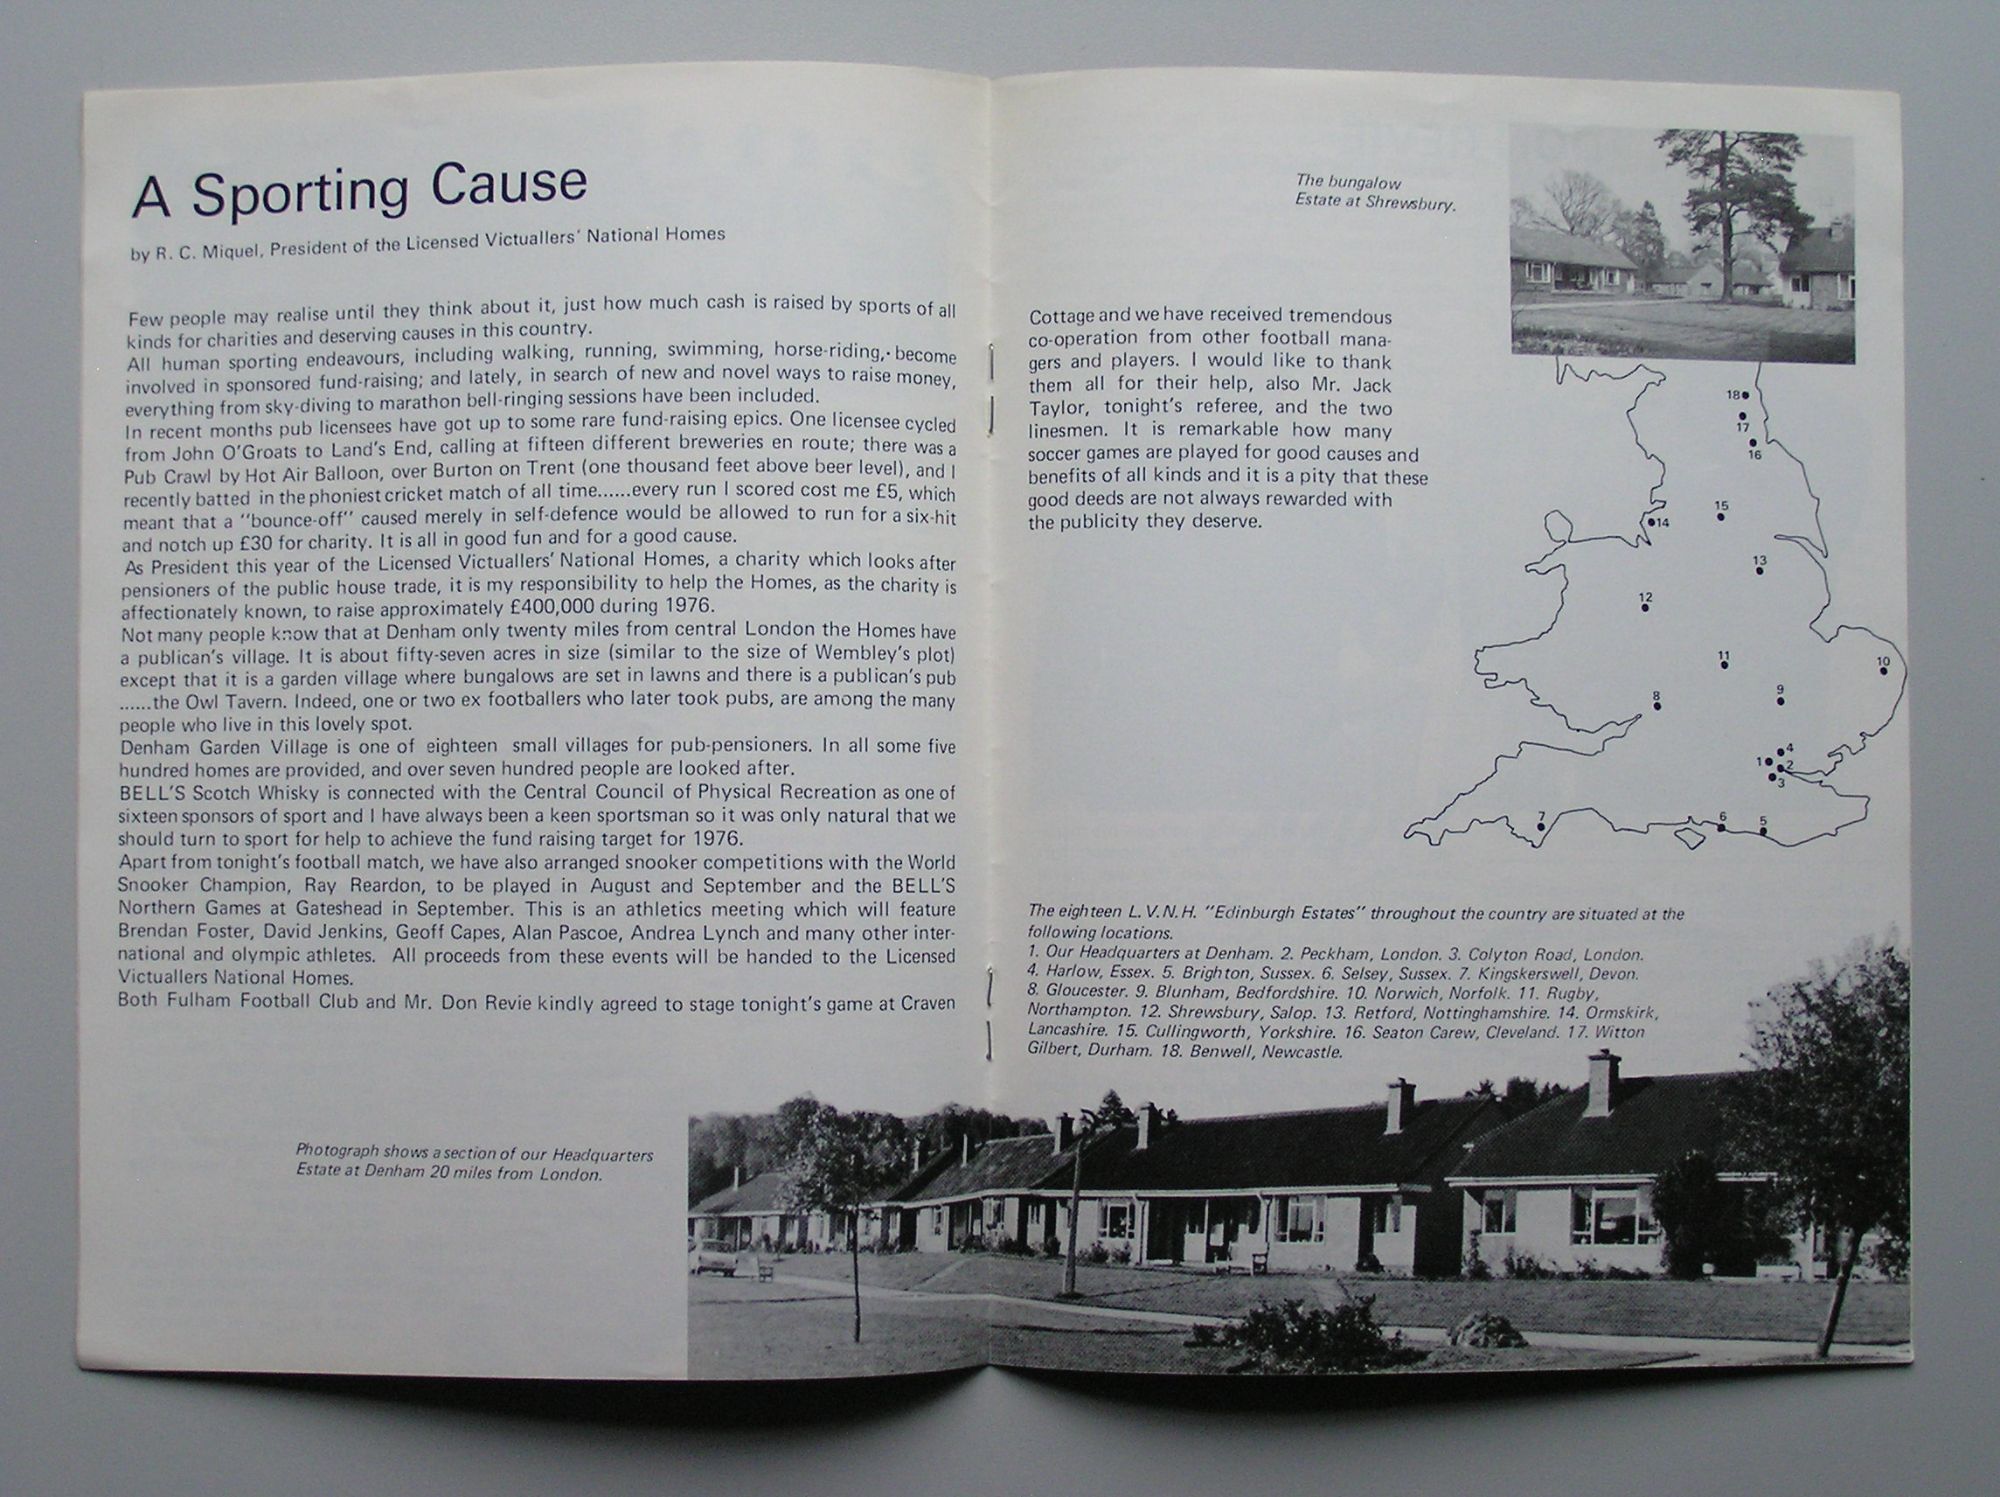 A Sporting Cause
by R. C. Miquel, President of the Licensed Victuallers' National Homes
Few people may realise until they think about it, just how much cash is raised by sports of all
kinds for charities and deserving causes in this country.
All human sporting endeavours, including walking, running, swimming, horse-riding, become
involved in sponsored fund-raising; and lately, in search of new and novel ways to raise money,
everything from sky-diving to marathon bell-ringing sessions have been included.
In recent months pub licensees have got up to some rare fund-raising epics. One licensee cycled
from John O'Groats to Land's End, calling at fifteen different breweries en route; there was a
Pub Crawl by Hot Air Balloon, over Burton on Trent (one thousand feet above beer level), and I
recently batted in the phoniest cricket match of all time......every run I scored cost me £5, which
meant that a "bounce-off" caused merely in self-defence would be allowed to run for a six-hit
and notch up £30 for charity. It is all in good fun and for a good cause.
As President this year of the Licensed Victuallers' National Homes, a charity which looks after
pensioners of the public house trade, it is my responsibility to help the Homes, as the charity is
affectionately known, to raise approximately £400,000 during 1976.
Not many people know that at Denham only twenty miles from central London the Homes have
a publican's village. It is about fifty-seven acres in size (similar to the size of Wembley's plot)
except that it is a garden village where bungalows are set in lawns and there is a publican's pub
......the Owl Tavern. Indeed, one or two ex footballers who later took pubs, are among the many
people who live in this lovely spot.
Denham Garden Village is one of eighteen small villages for pub-pensioners. In all some five
hundred homes are provided, and over seven hundred people are looked after.
BELL'S Scotch Whisky is connected with the Central Council of Physical Recreation as one of
sixteen sponsors of sport and I have always been a keen sportsman so it was only natural that we
should turn to sport for help to achieve the fund raising target for 1976.
Apart from tonight's football match, we have also arranged snooker competitions with the World
Snooker Champion, Ray Reardon, to be played in August and September and the BELL'S
Northern Games at Gateshead in September. This is an athletics meeting which will feature
Brendan Foster, David Jenkins, Geoff Capes, Alan Pascoe, Andrea Lynch and many other inter-
national and olympic athletes. All proceeds from these events will be handed to the Licensed
Victuallers National Homes.
Both Fulham Football Club and Mr. Don Revie kindly agreed to stage tonight's game at Craven
Photograph shows a section of our Headquarters
Estate at Denham 20 miles from London.
The bungalow
Estate at Shrewsbury.
Cottage and we have received tremendous
co-operation from other football mana-
gers and players. I would like to thank
them all for their help, also Mr. Jack
Taylor, tonight's referee, and the two
linesmen. It is remarkable how many
soccer games are played for good causes and
benefits of all kinds and it is a pity that these
good deeds are not always rewarded with
the publicity they deserve.
18
17
16
15
14
13
12
11
10
9
8
4
1
2
3
7
6
5
The eighteen L.V.N.H. "Edinburgh Estates" throughout the country are situated at the
following locations.
1. Our Headquarters at Denham. 2. Peckham, London. 3. Colyton Road, London.
4. Harlow, Essex. 5. Brighton, Sussex. 6. Selsey, Sussex. 7. Kingskerswell, Devon.
8. Gloucester. 9. Blunham, Bedfordshire. 10. Norwich, Norfolk. 11. Rugby,
Northampton. 12. Shrewsbury, Salop. 13. Retford, Nottinghamshire. 14. Ormskirk,
Lancashire. 15. Cullingworth, Yorkshire. 16. Seaton Carew, Cleveland. 17. Witton
Gilbert, Durham. 18. Benwell, Newcastle.